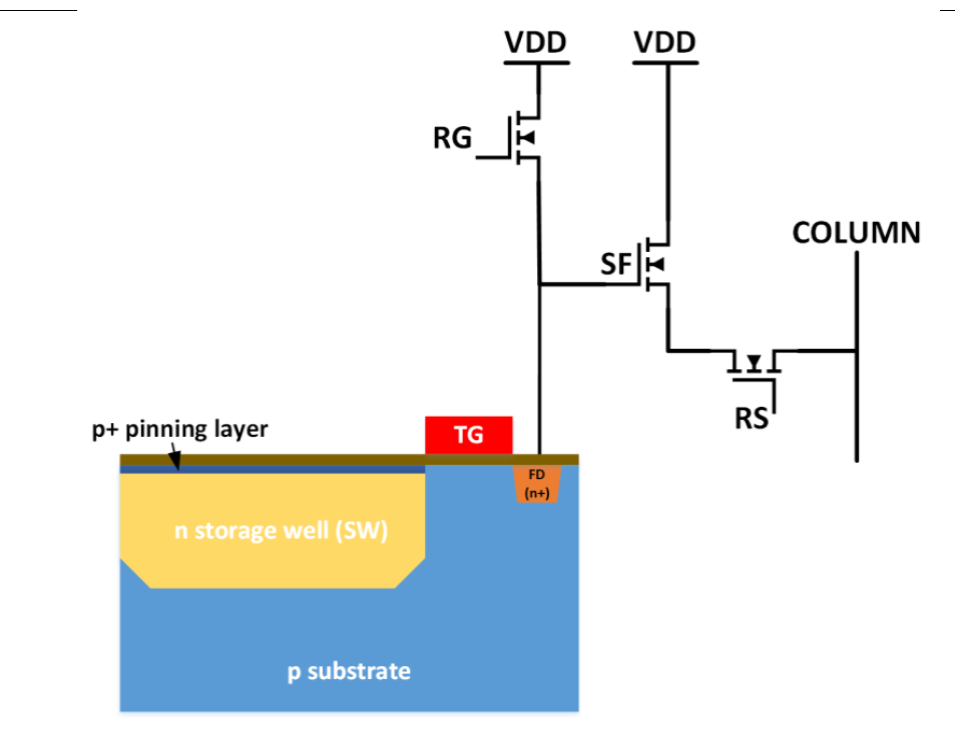 VDD
VDD
RG
COLUMN
SF
RS
p+ pinning layer
TG
FD
(n+)
n storage well (SW)
p substrate